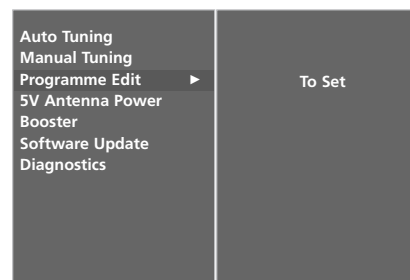 Auto Tuning
Manual Tuning
Programme Edit ►
5V Antenna Power
Booster
Software Update
Diagnostics
To Set